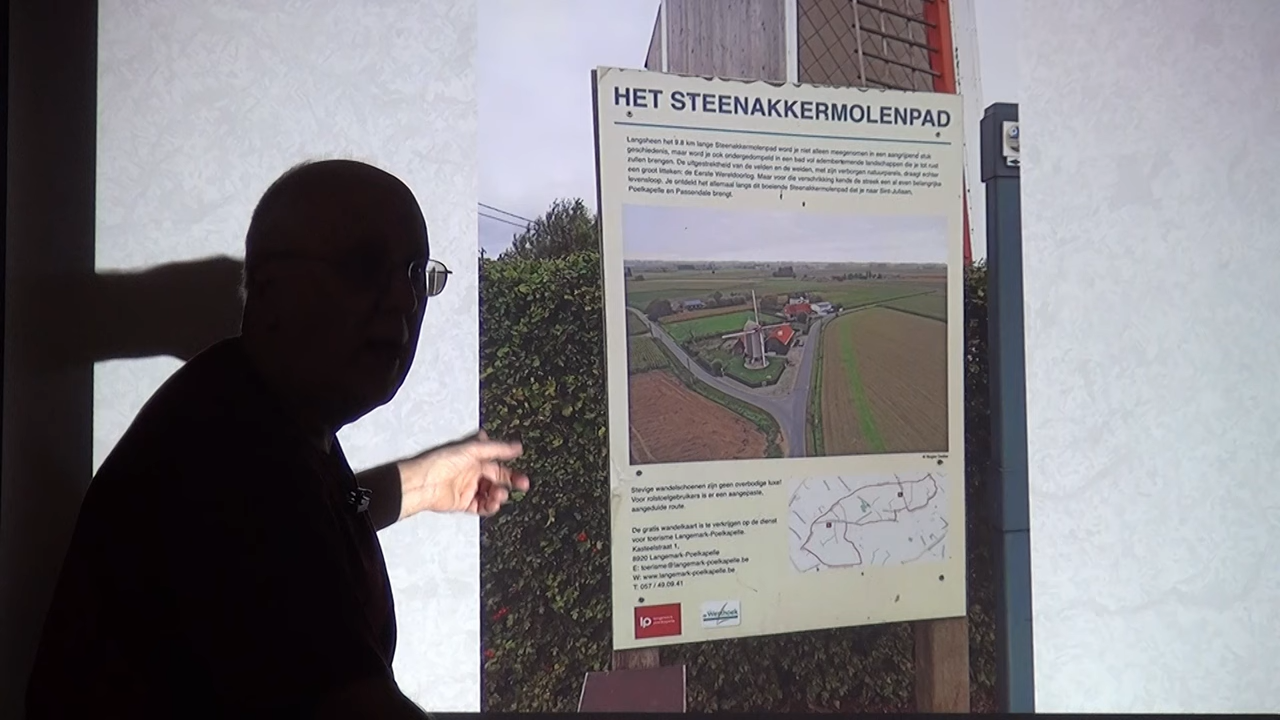 HET STEENAKKERMOLENPAD
Langsheen het 9.8 km lange Steenakkermolenpad word je niet alleen meegenomen in een aangrijpend stuk
geschiedenis, maar word je ook ondergedompeld in een bad vol adembenemende landschappen die je tot rust
zullen brengen. De uitgestrektheid van de velden en de weiden, met zijn verborgen natuurparels, draagt echter
een groot litteken: de Eerste Wereldoorlog. Maar voor die verschrikking kende de streek een al even belangrijke
levensloop. Je ontdekt het allemaal langs dit boeiende Steenakkermolenpad dat je naar Sint-Juliaan,
Poelkapelle en Passendale brengt.
Stevige wandelschoenen zijn geen overbodige luxe!
Voor rolstoelgebruikers is er een aangepaste,
aangeduide route.
De gratis wandelkaart is te verkrijgen op de dienst
voor toerisme Langemark-Poelkapelle.
Kasteelstraat 1,
8920 Langemark-Poelkapelle
E: toerisme@langemark-poelkapelle.be
W: www.langemark-poelkapelle.be
T: 057 / 49.09.41
lp
Westhoek